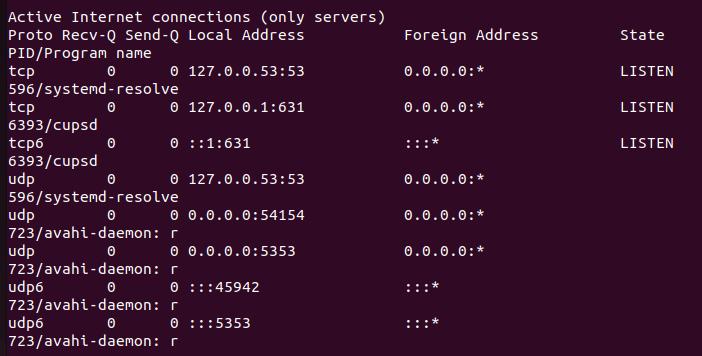 Active Internet connections (only servers)
Proto Recv-Q Send-Q Local Address           Foreign Address         State
PID/Program name
tcp        0      0 127.0.0.53:53           0.0.0.0:*               LISTEN
596/systemd-resolve
tcp        0      0 127.0.0.1:631           0.0.0.0:*               LISTEN
6393/cupsd
tcp6       0      0 ::1:631                 :::*                    LISTEN
6393/cupsd
udp        0      0 127.0.0.53:53           0.0.0.0:*
596/systemd-resolve
udp        0      0 0.0.0.0:54154           0.0.0.0:*
723/avahi-daemon: r
udp        0      0 0.0.0.0:5353            0.0.0.0:*
723/avahi-daemon: r
udp6       0      0 :::45942                :::*
723/avahi-daemon: r
udp6       0      0 :::5353                 :::*
723/avahi-daemon: r